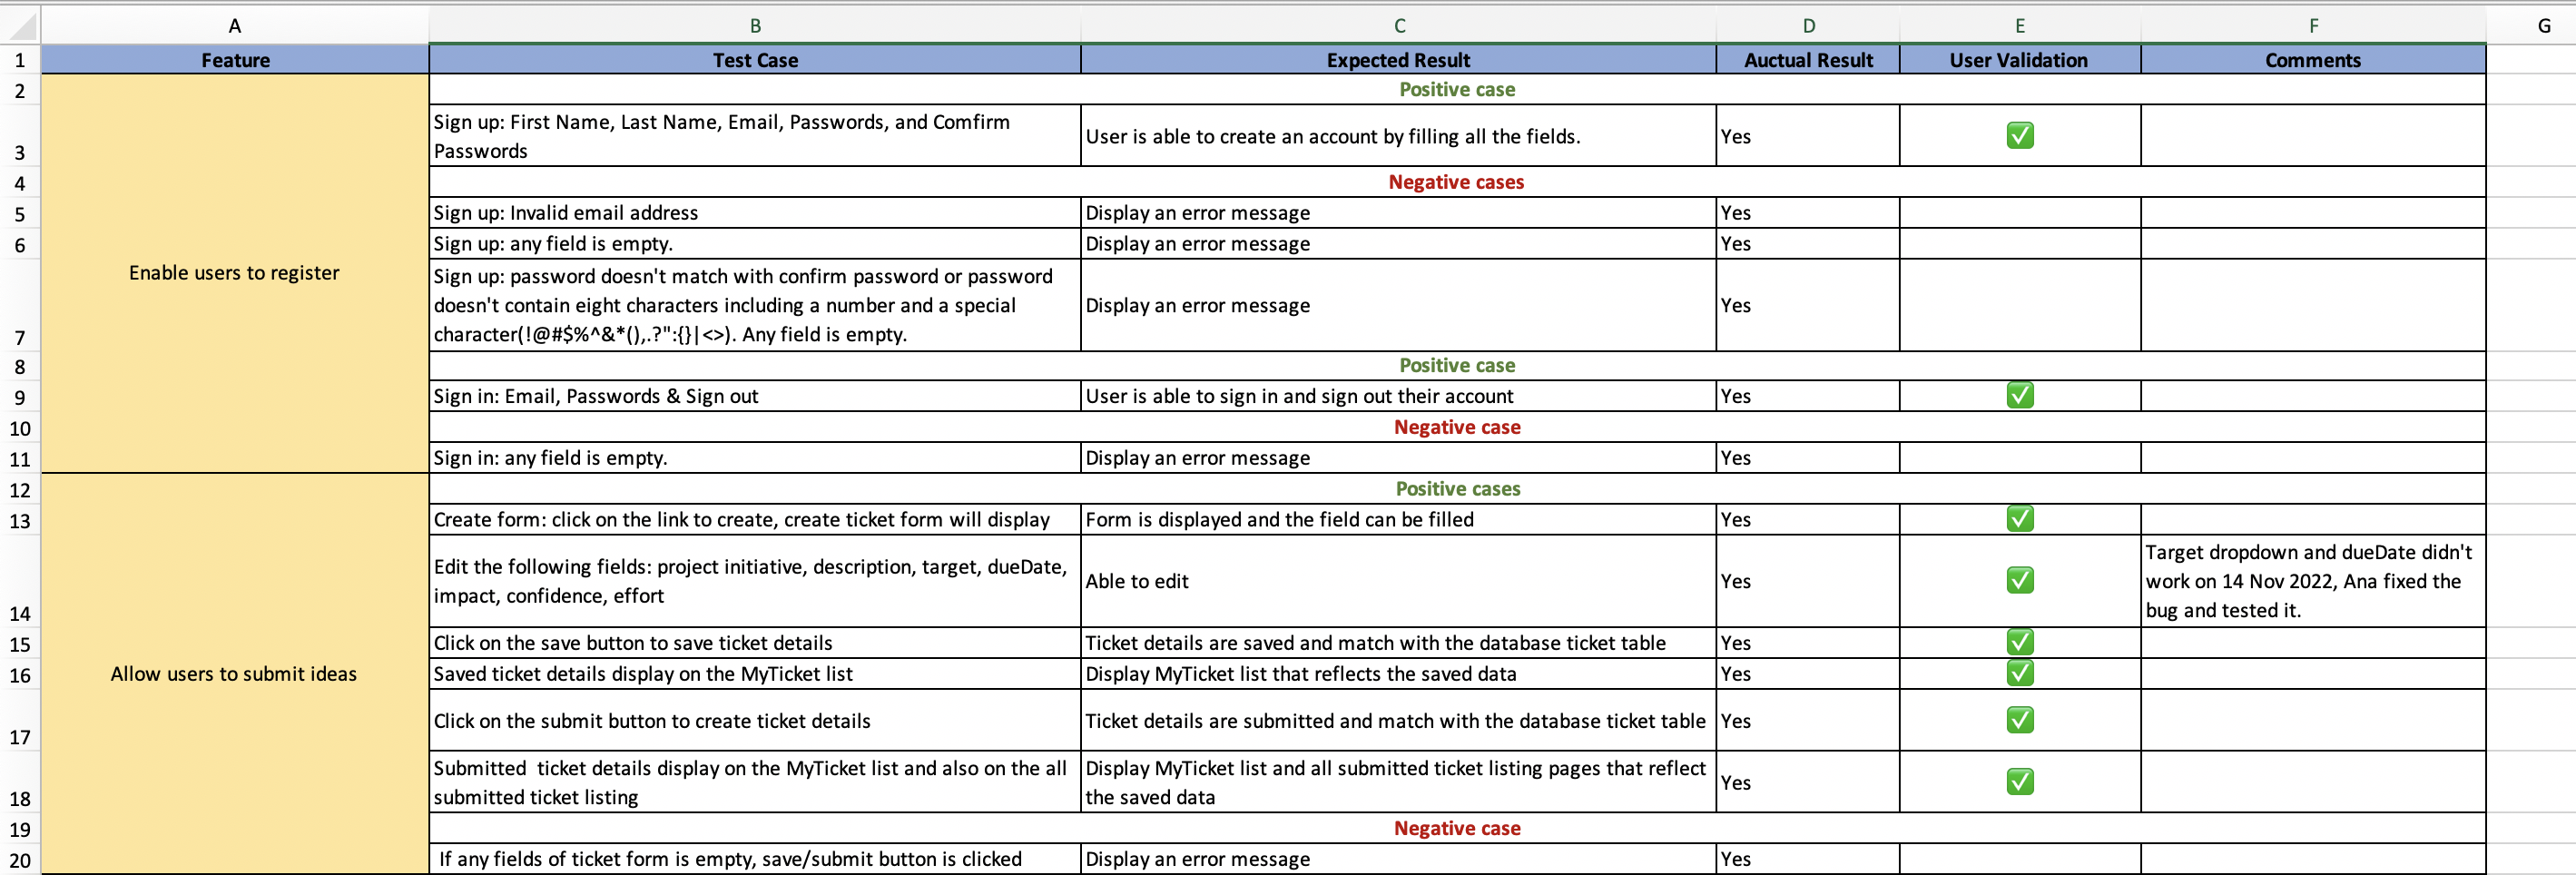 A B C D E F G
1 Feature Test Case Expected Result Auctual Result User Validation Comments
2 Positive case
3 Sign up: First Name, Last Name, Email, Passwords, and Comfirm
Passwords
User is able to create an account by filling all the fields.
Yes ✅
4 Negative cases
5 Sign up: Invalid email address Display an error message Yes
6 Sign up: any field is empty. Display an error message Yes
Enable users to register
7 Sign up: password doesn't match with confirm password or password
doesn't contain eight characters including a number and a special
character(!@#$%^&*(),.?":{}|<>). Any field is empty.
Display an error message
Yes
8 Positive case
9 Sign in: Email, Passwords & Sign out User is able to sign in and sign out their account Yes ✅
10 Negative case
11 Sign in: any field is empty. Display an error message Yes
12 Positive cases
13 Create form: click on the link to create, create ticket form will display Form is displayed and the field can be filled Yes ✅
14 Edit the following fields: project initiative, description, target, dueDate,
impact, confidence, effort
Able to edit
Yes ✅
Target dropdown and dueDate didn't
work on 14 Nov 2022, Ana fixed the
bug and tested it.
15 Click on the save button to save ticket details Ticket details are saved and match with the database ticket table Yes ✅
Allow users to submit ideas
16 Saved ticket details display on the MyTicket list Display MyTicket list that reflects the saved data Yes ✅
17 Click on the submit button to create ticket details Ticket details are submitted and match with the database ticket table Yes ✅
18 Submitted  ticket details display on the MyTicket list and also on the all
submitted ticket listing
Display MyTicket list and all submitted ticket listing pages that reflect
the saved data
Yes ✅
19 Negative case
20 If any fields of ticket form is empty, save/submit button is clicked Display an error message Yes